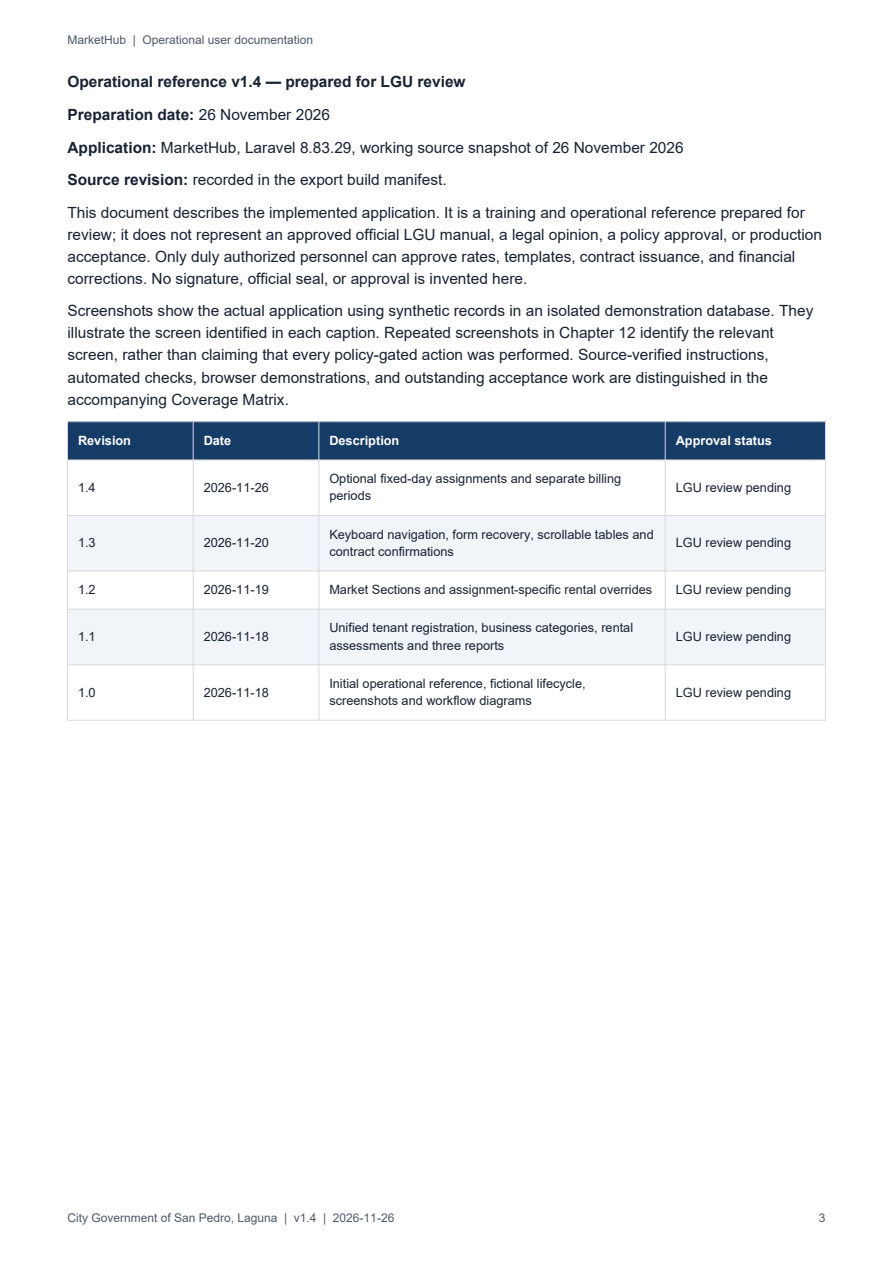 MarketHub | Operational user documentation
Operational reference v1.4 — prepared for LGU review
Preparation date: 26 November 2026
Application: MarketHub, Laravel 8.83.29, working source snapshot of 26 November 2026
Source revision: recorded in the export build manifest.
This document describes the implemented application. It is a training and operational reference prepared for
review; it does not represent an approved official LGU manual, a legal opinion, a policy approval, or production
acceptance. Only duly authorized personnel can approve rates, templates, contract issuance, and financial
corrections. No signature, official seal, or approval is invented here.
Screenshots show the actual application using synthetic records in an isolated demonstration database. They
illustrate the screen identified in each caption. Repeated screenshots in Chapter 12 identify the relevant
screen, rather than claiming that every policy-gated action was performed. Source-verified instructions,
automated checks, browser demonstrations, and outstanding acceptance work are distinguished in the
accompanying Coverage Matrix.
Revision Date Description Approval status
1.4 2026-11-26 Optional fixed-day assignments and separate billing
periods LGU review pending
1.3 2026-11-20 Keyboard navigation, form recovery, scrollable tables and
contract confirmations LGU review pending
1.2 2026-11-19 Market Sections and assignment-specific rental overrides LGU review pending
1.1 2026-11-18 Unified tenant registration, business categories, rental
assessments and three reports LGU review pending
1.0 2026-11-18 Initial operational reference, fictional lifecycle,
screenshots and workflow diagrams LGU review pending
City Government of San Pedro, Laguna | v1.4 | 2026-11-26 3